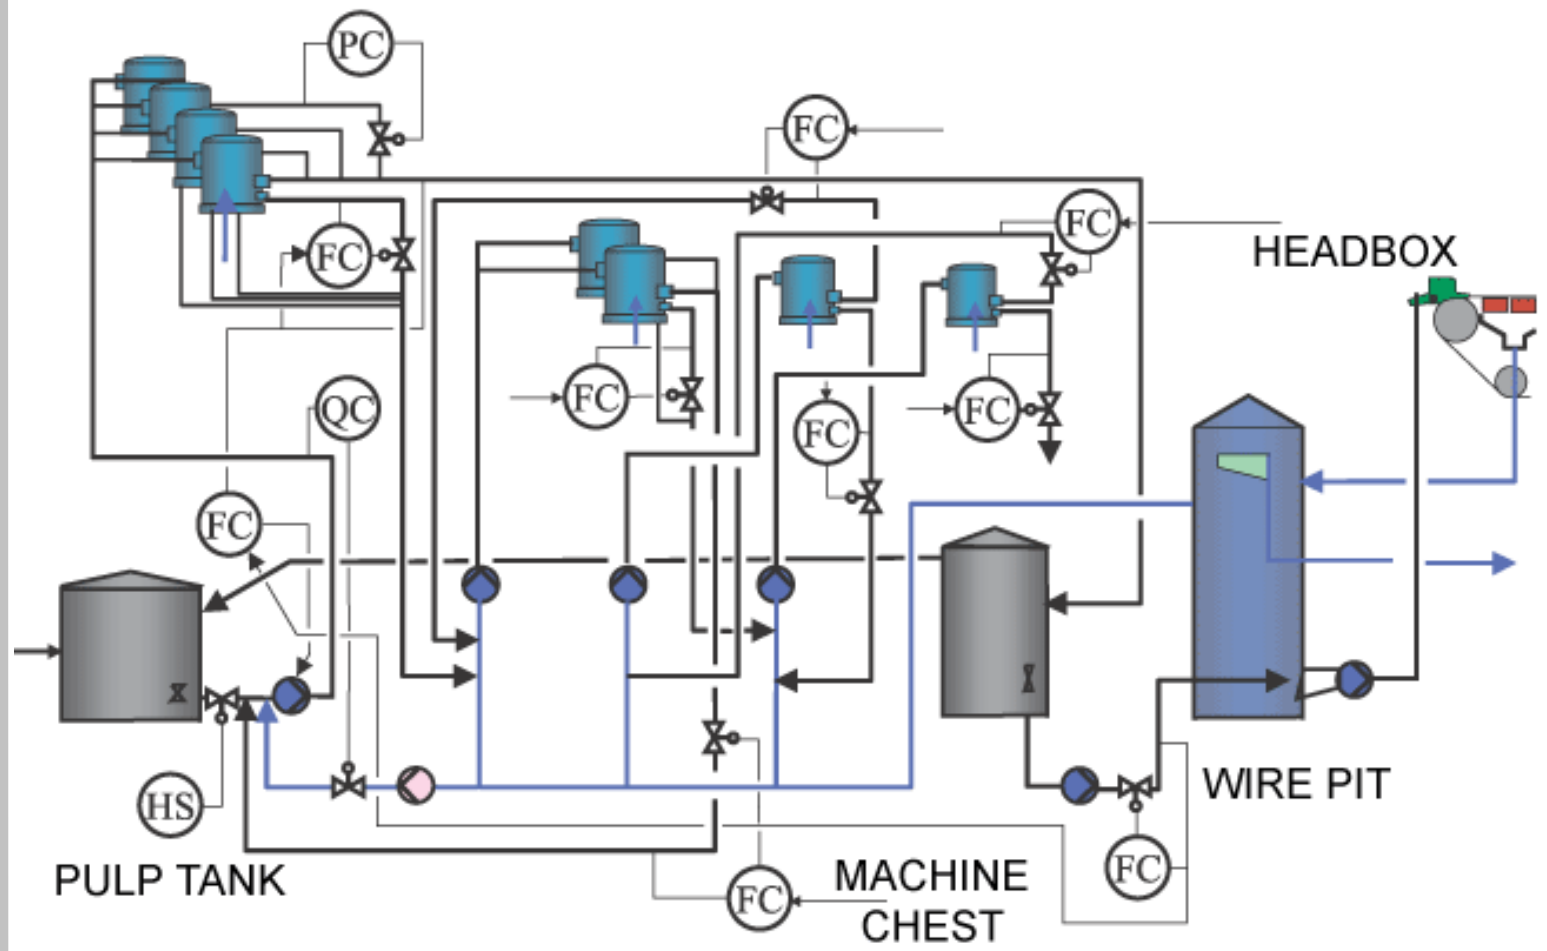 PC
FC
FC
HEADBOX
FC
FC
QC
FC
FC
FC
HS
WIRE PIT
PULP TANK
MACHINE
CHEST
FC
FC